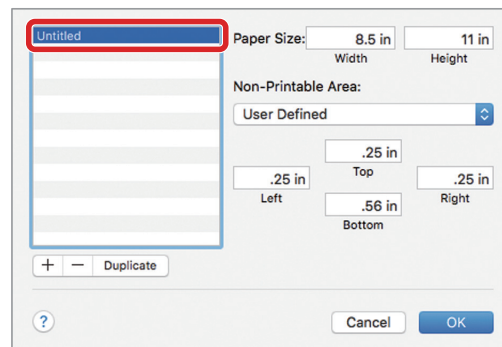 Untitled
Paper Size: 8.5 in 11 in
Width Height
Non-Printable Area:
User Defined
.25 in
Top
.25 in .25 in
Left Right
.56 in
Bottom
+ − Duplicate
? Cancel OK